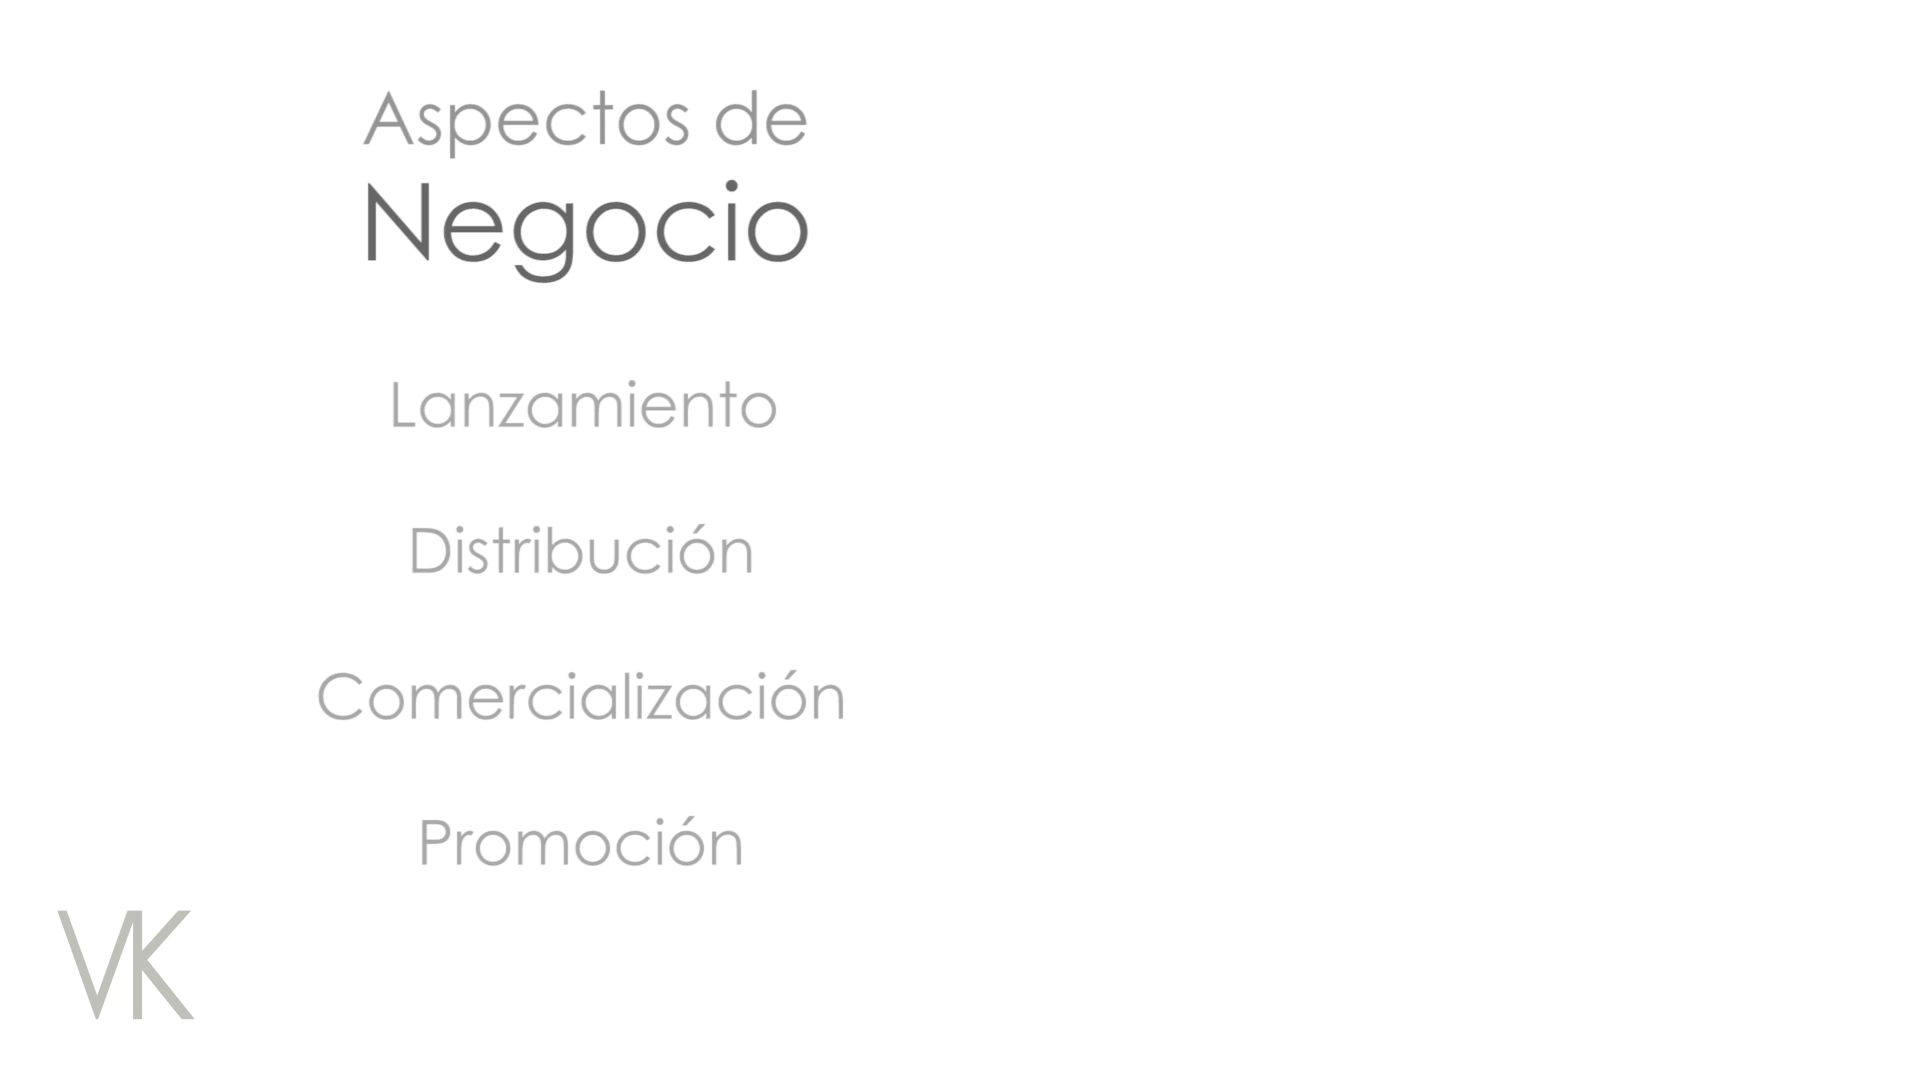 Aspectos de
Negocio
Lanzamiento
Distribución
Comercialización
Promoción
VK